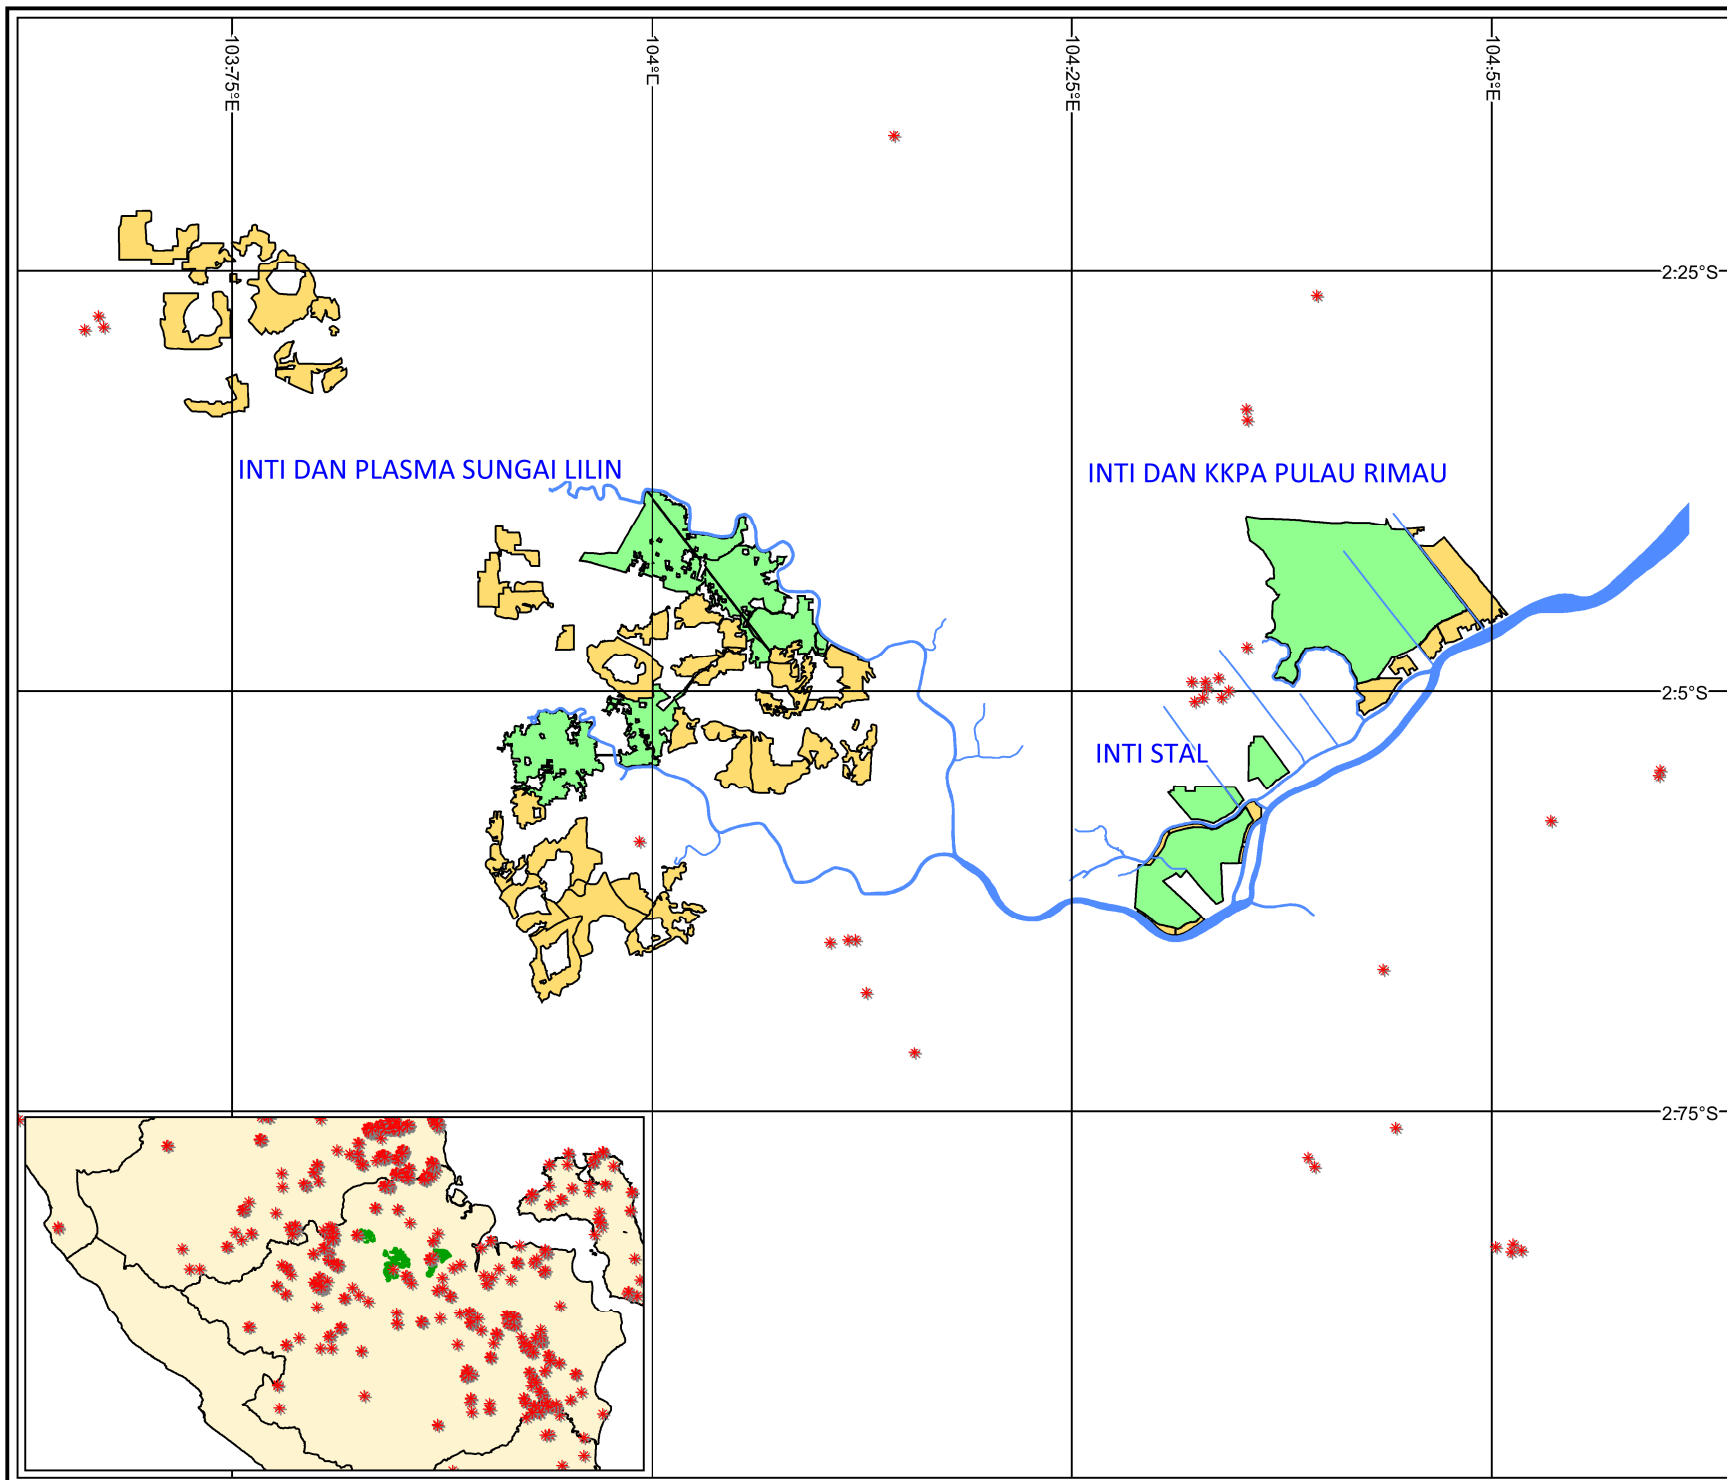 103.75°E
104°E
104.25°E
104.5°E
2.25°S
INTI DAN PLASMA SUNGAI LILIN
INTI DAN KKPA PULAU RIMAU
2.5°S
INTI STAL
2.75°S